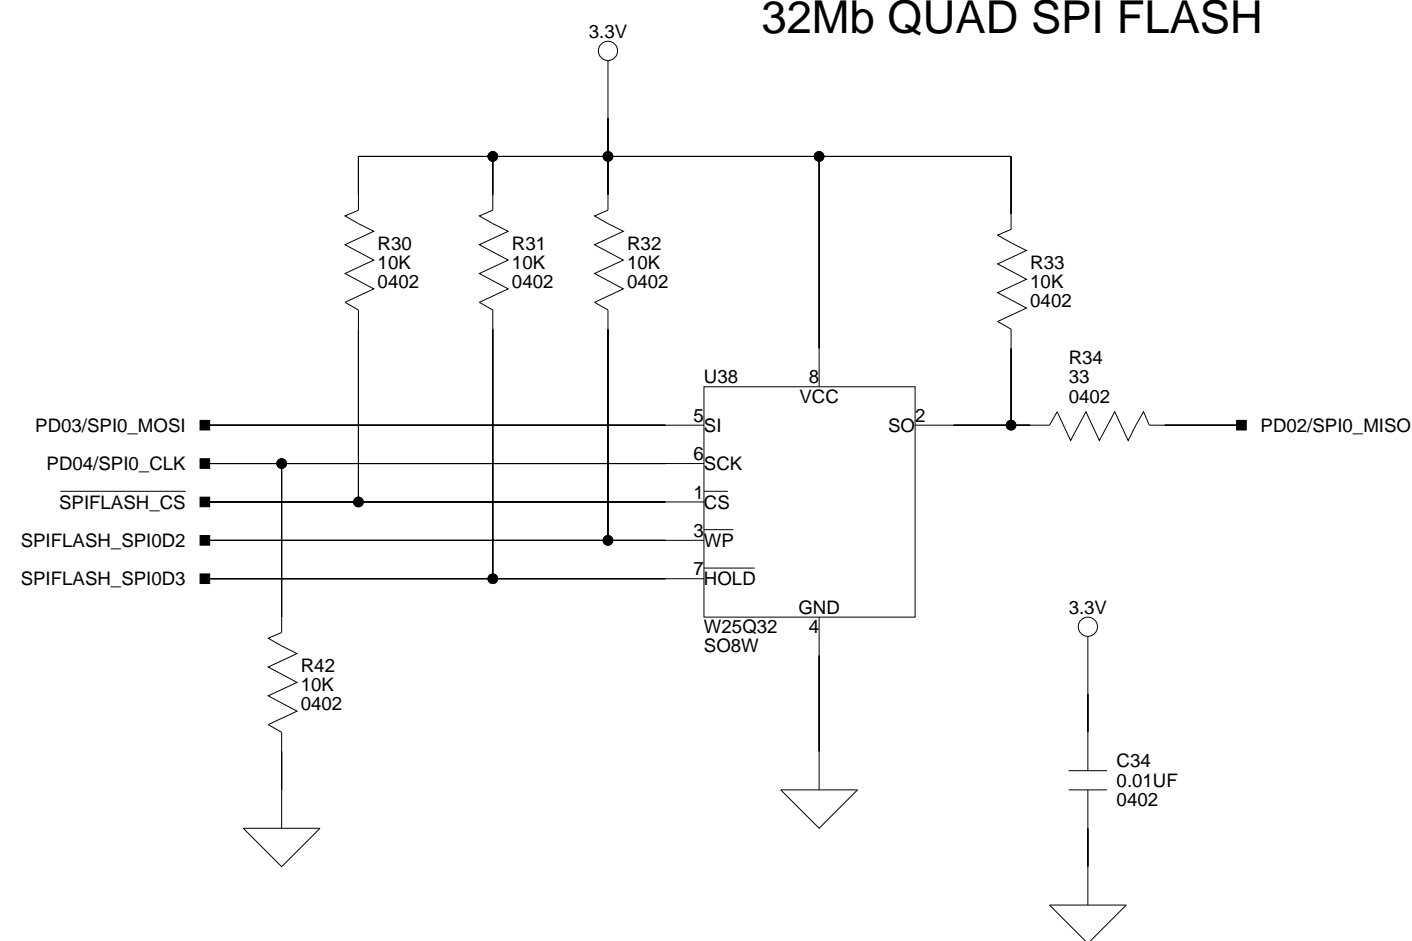 32Mb QUAD SPI FLASH
3.3V
R30
10K
0402
R31
10K
0402
R32
10K
0402
R33
10K
0402
R34
33
0402
U38
8
VCC
PD03/SPI0_MOSI
5
SI
SO
2
PD02/SPI0_MISO
PD04/SPI0_CLK
6
SCK
SPIFLASH_CS
1
CS
SPIFLASH_SPI0D2
3
WP
SPIFLASH_SPI0D3
7
HOLD
GND
4
W25Q32
SO8W
3.3V
R42
10K
0402
C34
0.01UF
0402